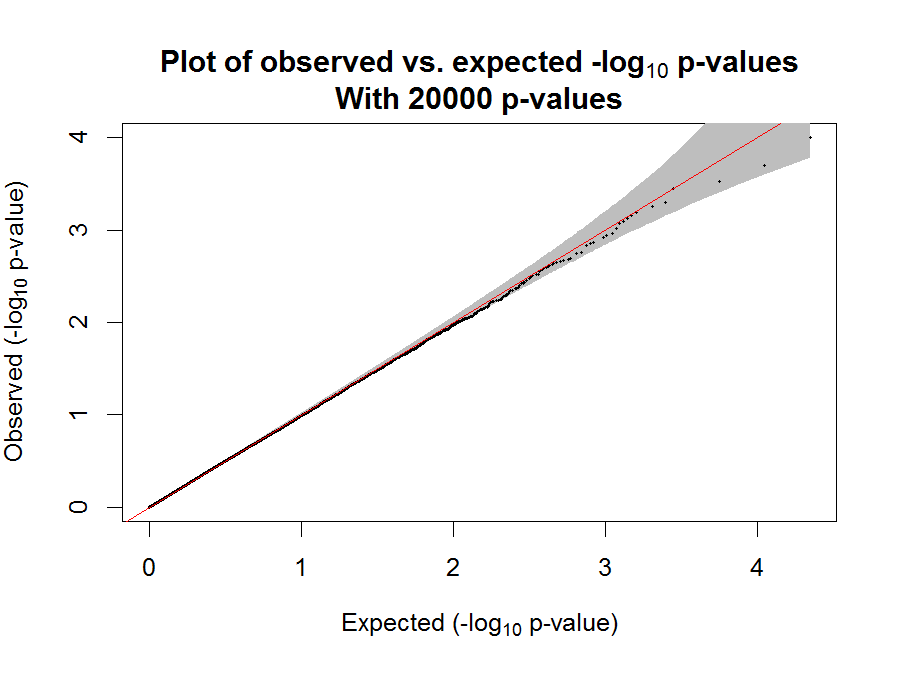 Plot of observed vs. expected -log10 p-values
With 20000 p-values
Observed (-log10 p-value)
4
3
2
1
0
0 1 2 3 4
Expected (-log10 p-value)